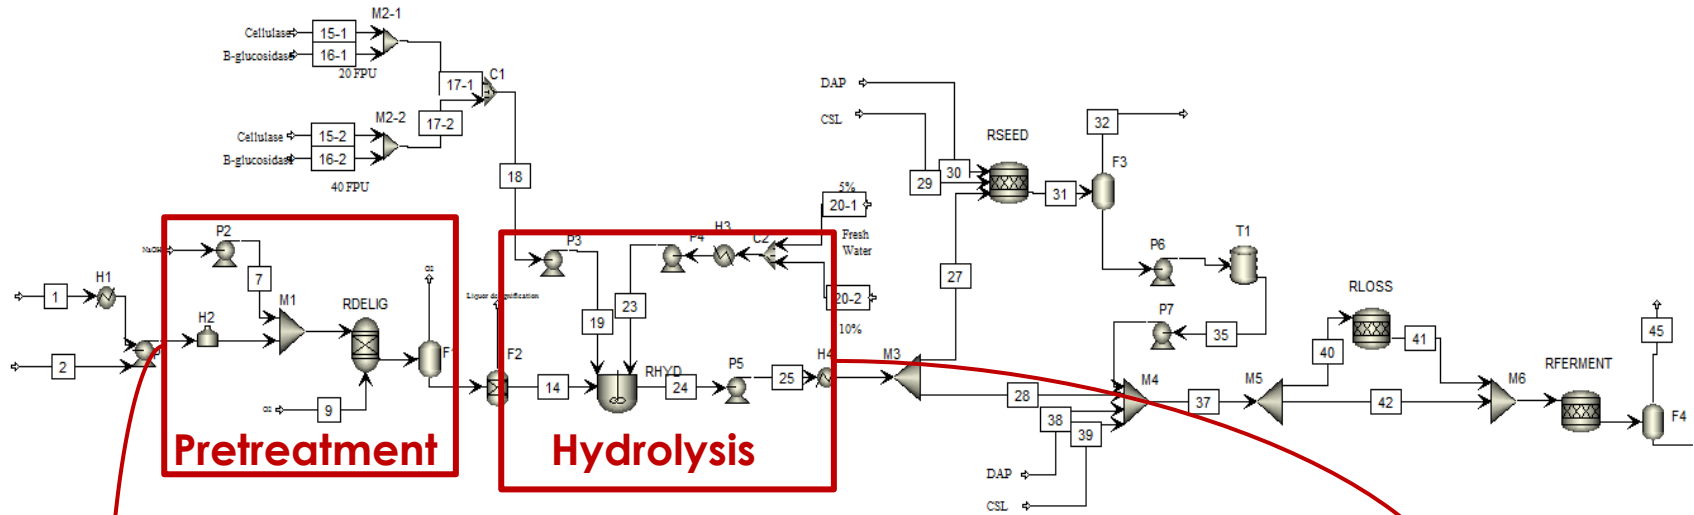 M2-1
Cellulase
15-1
B-glucosidase
16-1
20 FPU
17-1
C1
M2-2
17-2
Cellulase
15-2
B-glucosidase
16-2
40 FPU
18
DAP
CSL
RSEED
32
F3
30
29
31
5%
20-1
Fresh
Water
P2
NaOH
7
H1
1
M1
H2
RDELIG
O2
2
9
O2
F2
P3
P4
H3
C2
23
19
20-2
10%
14
RHYD
24
P5
25
H4
27
M3
P6
T1
P7
35
RLOSS
40
41
45
28
M4
37
M5
42
M6
RFERMENT
F4
38
39
DAP
CSL
Pretreatment
Hydrolysis